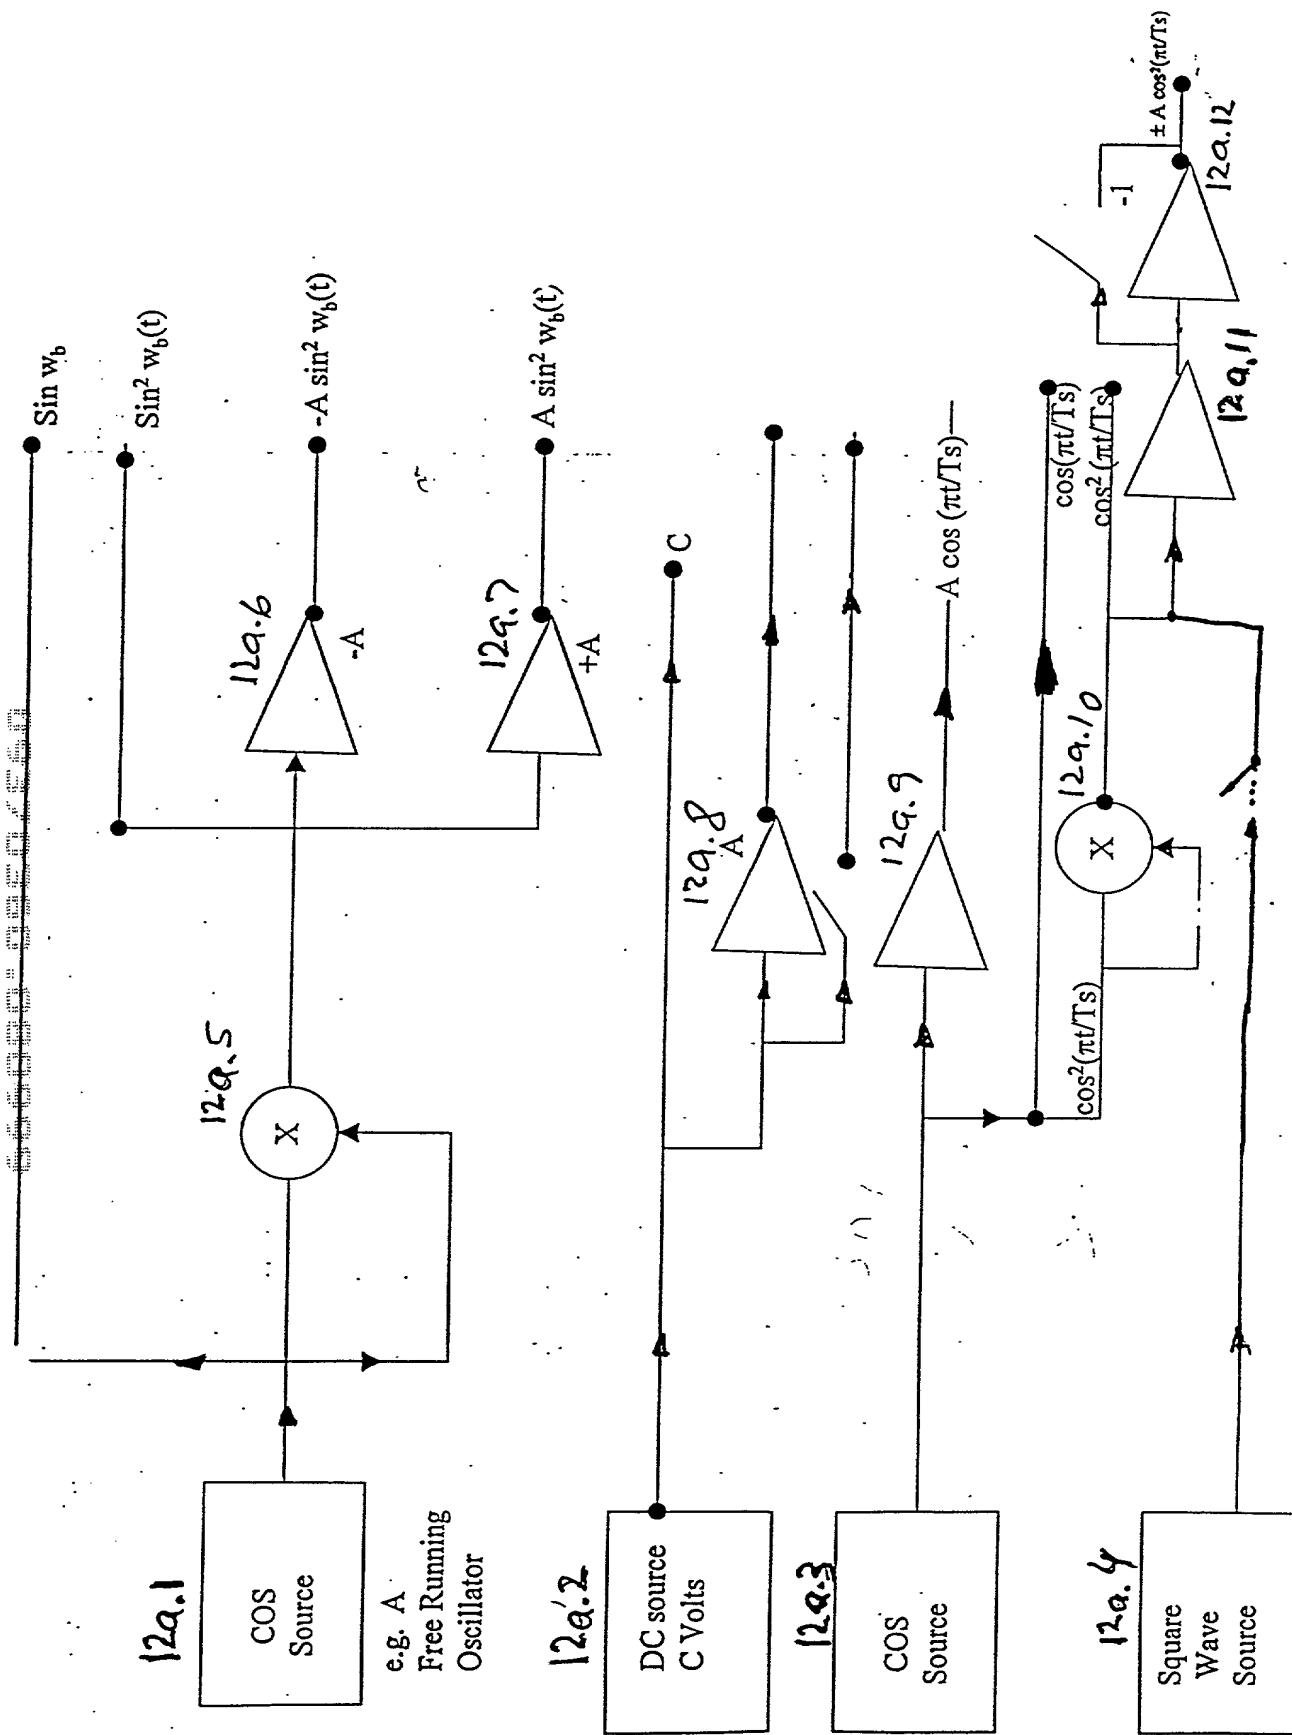 Sin w_b
Sin² w_b(t)
12a.6
-A
-A sin² w_b(t)
12a.7
+A
A sin² w_b(t)
12a.5
X
12a.1
COS
Source
e.g. A
Free Running
Oscillator
12a.2
DC source
C Volts
C
12a.8
A
12a.3
COS
Source
12a.9
A cos (πt/Ts)
cos(πt/Ts)
cos²(πt/Ts)
12a.10
X
cos²(πt/Ts)
12a.4
Square
Wave
Source
12a.11
-1
12a.12
± A cos²(πt/Ts)